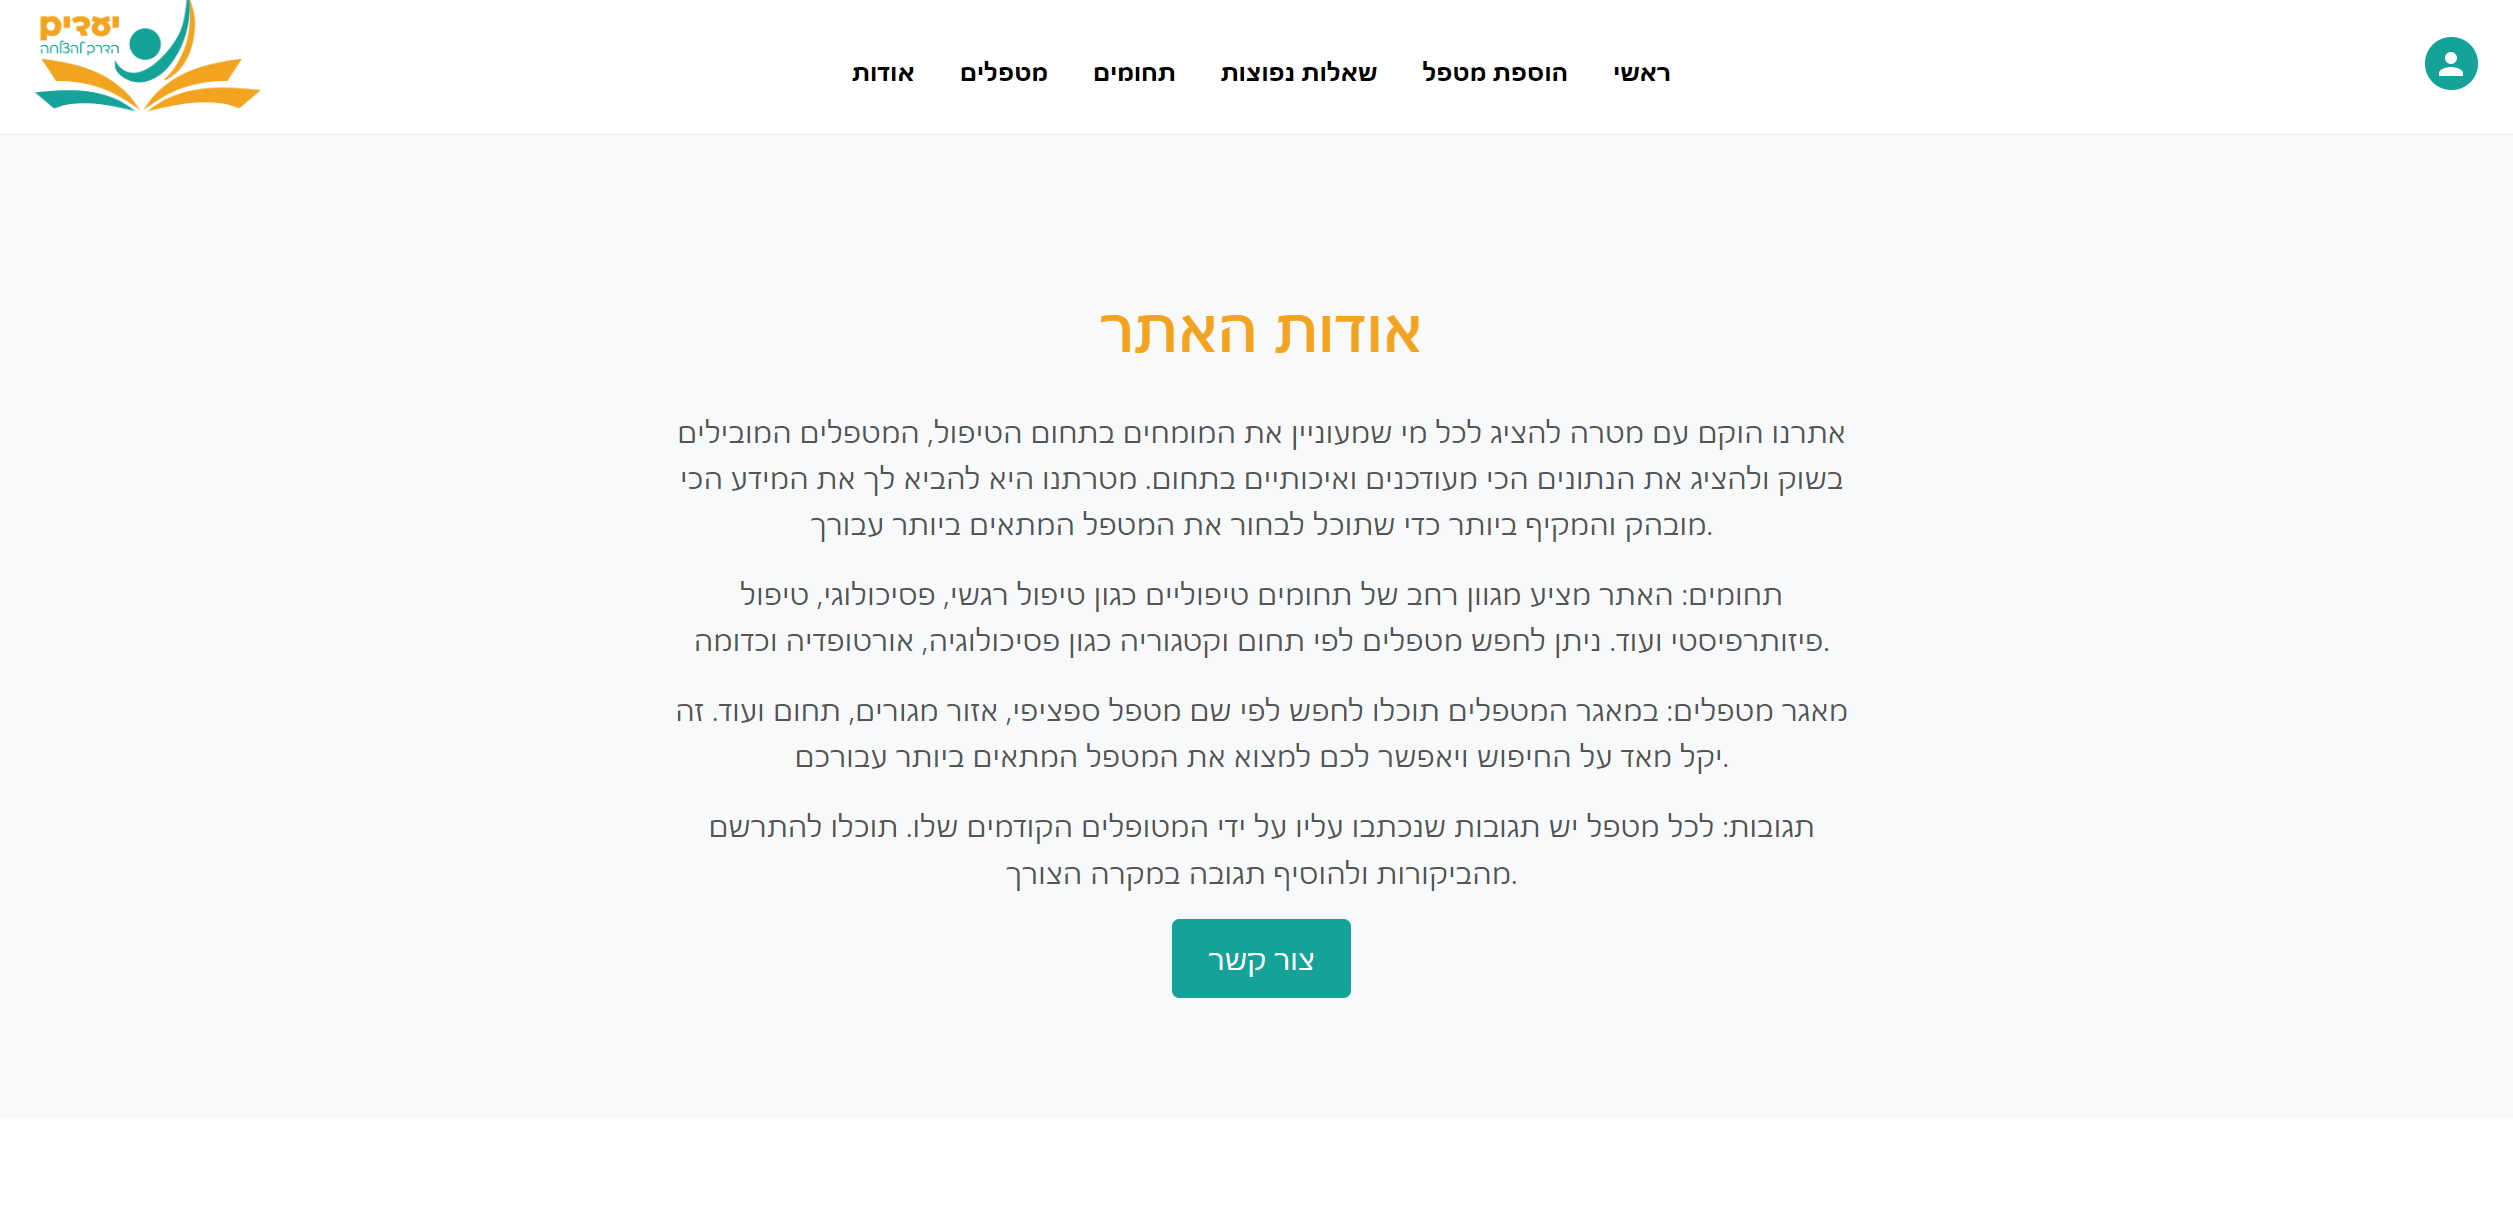 יעדים
הדרך להצלחה
ראשי
הוספת מטפל
שאלות נפוצות
תחומים
מטפלים
אודות
אודות האתר
אתרנו הוקם עם מטרה להציג לכל מי שמעוניין את המומחים בתחום הטיפול, המטפלים המובילים
בשוק ולהציג את הנתונים הכי מעודכנים ואיכותיים בתחום. מטרתנו היא להביא לך את המידע הכי
מובהק והמקיף ביותר כדי שתוכל לבחור את המטפל המתאים ביותר עבורך.
תחומים: האתר מציע מגוון רחב של תחומים טיפוליים כגון טיפול רגשי, פסיכולוגי, טיפול
פיזותרפיסטי ועוד. ניתן לחפש מטפלים לפי תחום וקטגוריה כגון פסיכולוגיה, אורטופדיה וכדומה.
מאגר מטפלים: במאגר המטפלים תוכלו לחפש לפי שם מטפל ספציפי, אזור מגורים, תחום ועוד. זה
יקל מאד על החיפוש ויאפשר לכם למצוא את המטפל המתאים ביותר עבורכם.
תגובות: לכל מטפל יש תגובות שנכתבו עליו על ידי המטופלים הקודמים שלו. תוכלו להתרשם
מהביקורות ולהוסיף תגובה במקרה הצורך.
צור קשר